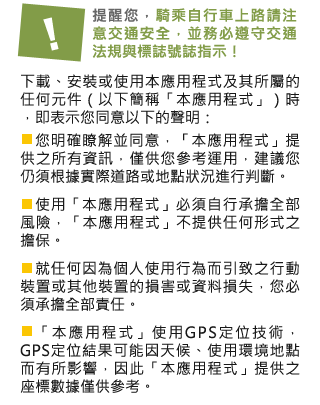 提醒您，騎乘自行車上路請注
意交通安全，並務必遵守交通
法規與標誌號誌指示！
下載、安裝或使用本應用程式及其所屬的
任何元件（以下簡稱「本應用程式」）時
，即表示您同意以下的聲明：
您明確瞭解並同意，「本應用程式」提
供之所有資訊，僅供您參考運用，建議您
仍須根據實際道路或地點狀況進行判斷。
使用「本應用程式」必須自行承擔全部
風險，「本應用程式」不提供任何形式之
擔保。
就任何因為個人使用行為而引致之行動
裝置或其他裝置的損害或資料損失，您必
須承擔全部責任。
「本應用程式」使用GPS定位技術，
GPS定位結果可能因天候、使用環境地點
而有所影響，因此「本應用程式」提供之
座標數據僅供參考。